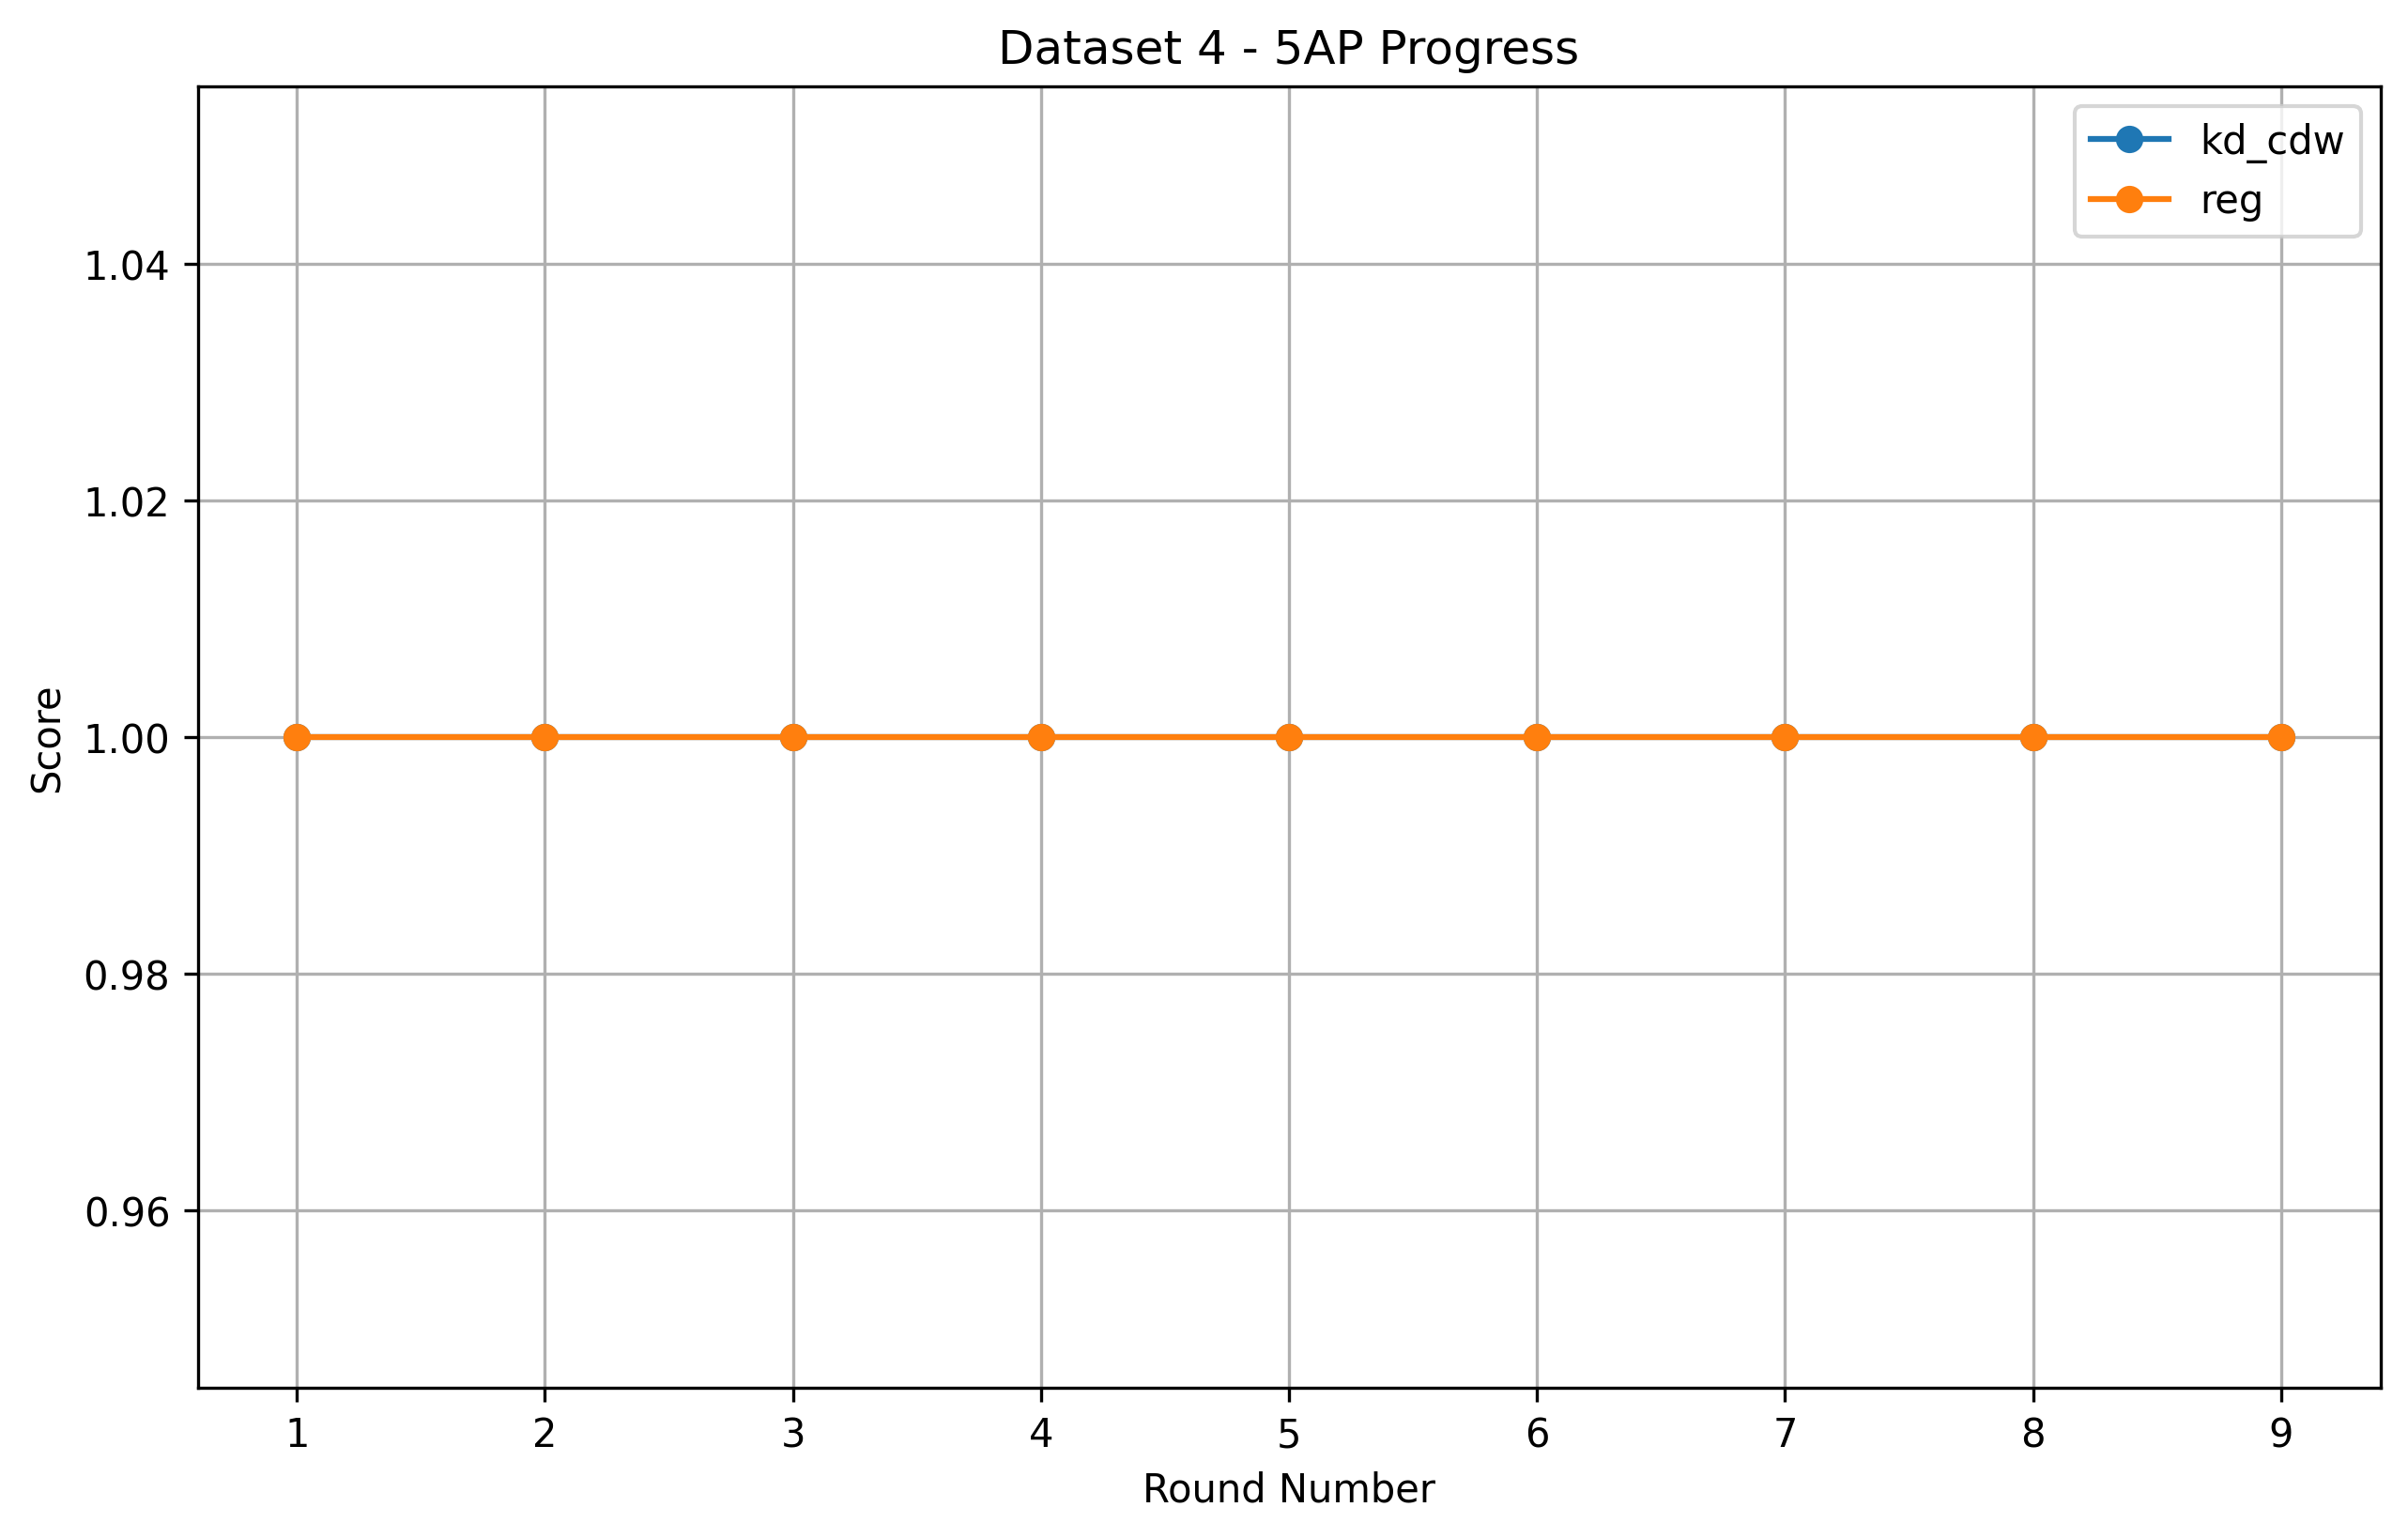 Dataset 4 - 5AP Progress
kd_cdw
reg
1.04
1.02
1.00
0.98
0.96
Score
1 2 3 4 5 6 7 8 9
Round Number